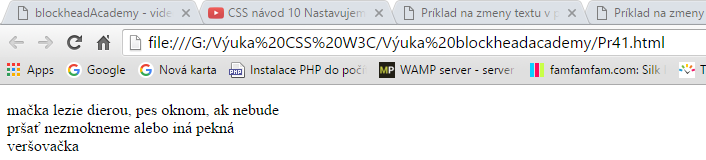 blockheadAcademy - vide
CSS návod 10 Nastavujem
Príklad na zmeny textu v p
Príklad na zmeny
file:///G:/Výuka%20CSS%20W3C/Výuka%20blockheadacademy/Pr41.html
Apps Google Nová karta Instalace PHP do počí WAMP server - server famfamfam.com: Silk I T
mačka lezie dierou, pes oknom, ak nebude
pršať nezmokneme alebo iná pekná
veršovačka